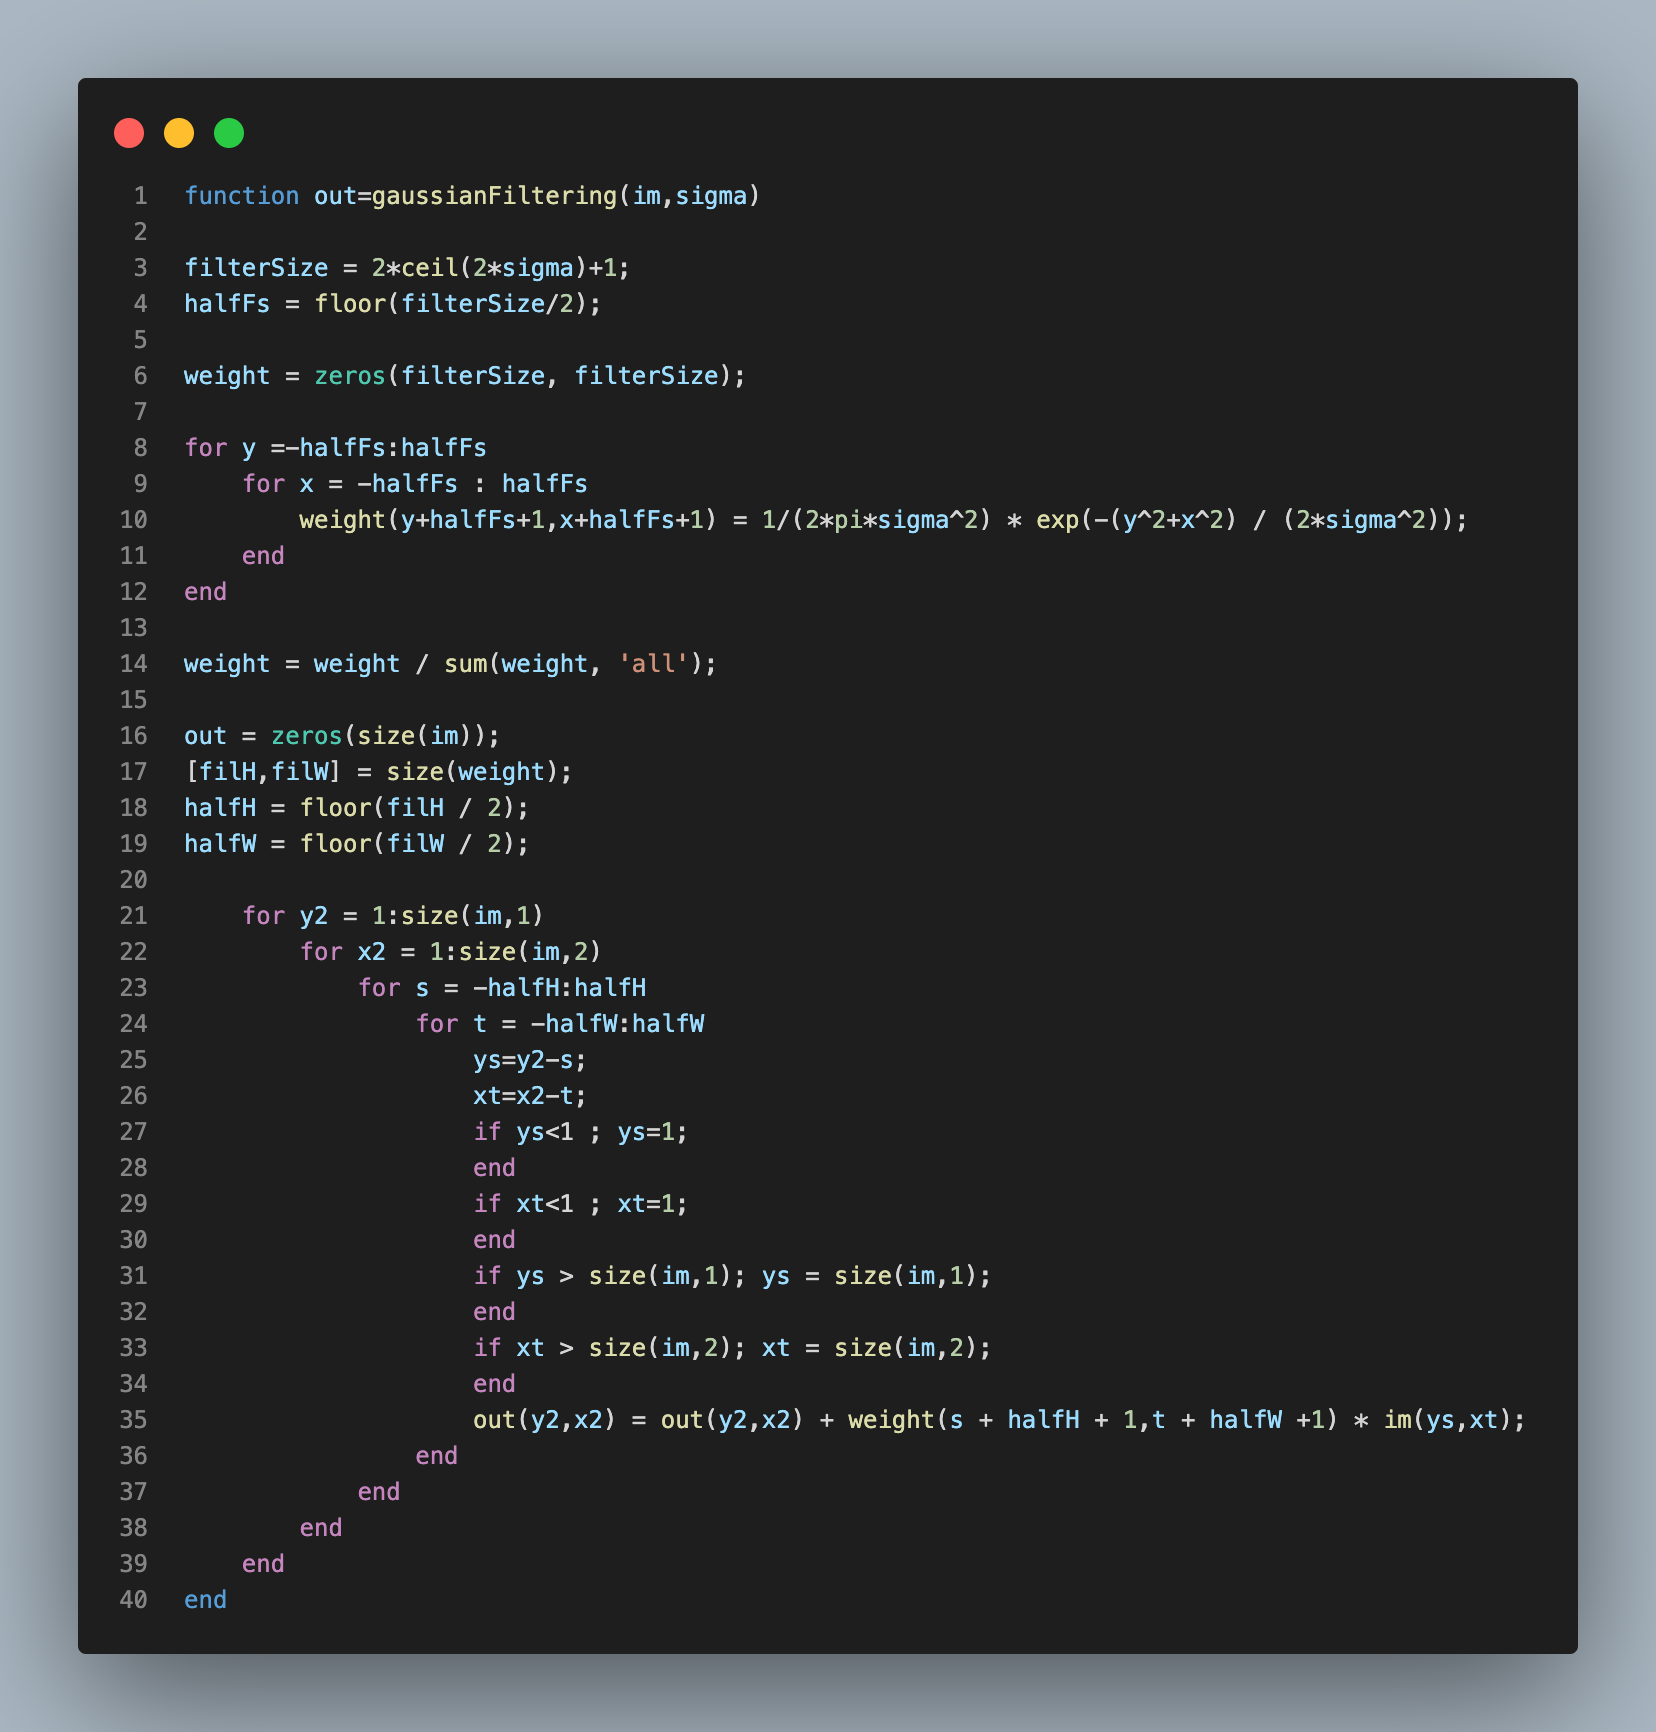 1 function out=gaussianFiltering(im,sigma)
2
3 filterSize = 2*ceil(2*sigma)+1;
4 halfFs = floor(filterSize/2);
5
6 weight = zeros(filterSize, filterSize);
7
8 for y =-halfFs:halfFs
9     for x = -halfFs : halfFs
10         weight(y+halfFs+1,x+halfFs+1) = 1/(2*pi*sigma^2) * exp(-(y^2+x^2) / (2*sigma^2));
11     end
12 end
13
14 weight = weight / sum(weight, 'all');
15
16 out = zeros(size(im));
17 [filH,filW] = size(weight);
18 halfH = floor(filH / 2);
19 halfW = floor(filW / 2);
20
21     for y2 = 1:size(im,1)
22         for x2 = 1:size(im,2)
23             for s = -halfH:halfH
24                 for t = -halfW:halfW
25                     ys=y2-s;
26                     xt=x2-t;
27                     if ys<1 ; ys=1;
28                     end
29                     if xt<1 ; xt=1;
30                     end
31                     if ys > size(im,1); ys = size(im,1);
32                     end
33                     if xt > size(im,2); xt = size(im,2);
34                     end
35                     out(y2,x2) = out(y2,x2) + weight(s + halfH + 1,t + halfW +1) * im(ys,xt);
36                 end
37             end
38         end
39     end
40 end